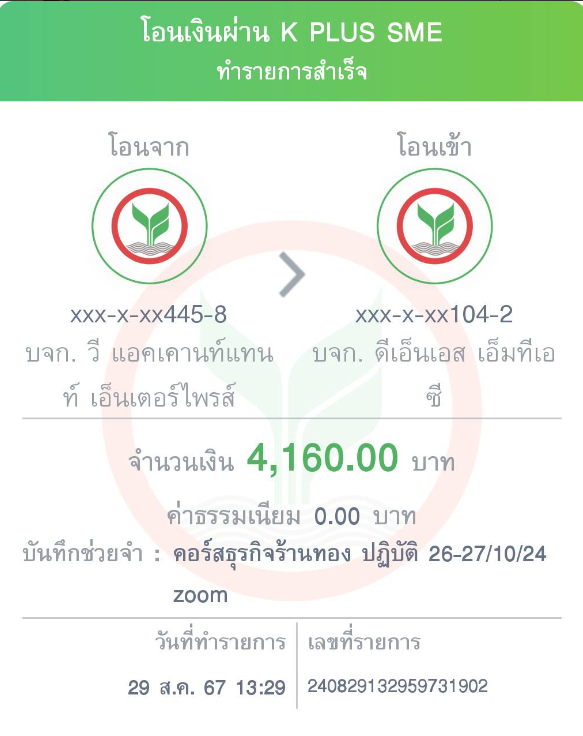 โอนเงินผ่าน K PLUS SME
ทำรายการสำเร็จ
โอนจาก
โอนเข้า
xxx-x-xx445-8
xxx-x-xx104-2
บจก. วี แอคเคานท์แทน
ท์ เอ็นเตอร์ไพรส์
บจก. ดีเอ็นเอส เอ็มทีเอ
ซี
จำนวนเงิน 4,160.00 บาท
ค่าธรรมเนียม 0.00 บาท
บันทึกช่วยจำ : คอร์สธุรกิจร้านทอง ปฏิบัติ 26-27/10/24
zoom
วันที่ทำรายการ
29 ส.ค. 67 13:29
เลขที่รายการ
240829132959731902